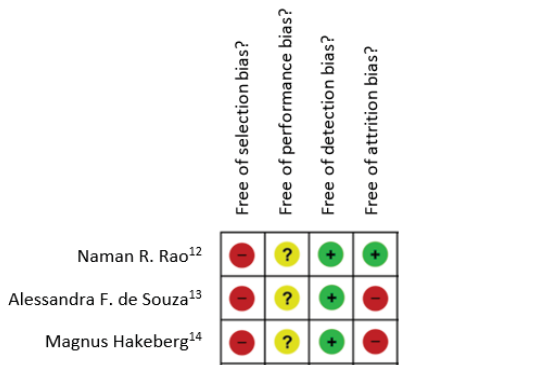 Free of selection bias?
Free of performance bias?
Free of detection bias?
Free of attrition bias?
Naman R. Rao¹² - ? + +
Alessandra F. de Souza¹³ - ? + -
Magnus Hakeberg¹⁴ - ? + -